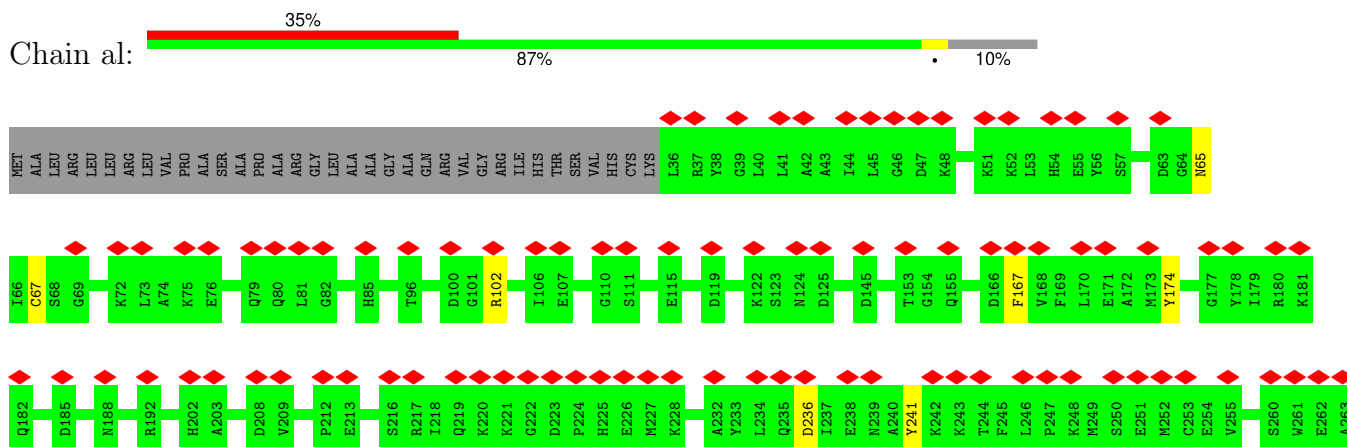 35%
Chain al:
87%
•
10%
MET ALA LEU ARG LEU LEU ARG LEU VAL PRO ALA SER ALA PRO ALA ARG GLY LEU ALA ALA GLY ALA GLN ARG VAL GLY ARG ILE HIS THR SER VAL HIS CYS LYS L36 R37 Y38 G39 L40 L41 A42 A43 I44 L45 G46 D47 K48 K51 K52 L53 H54 E55 Y56 S57 D63 G64 N65
I66 C67 S68 G69 K72 L73 A74 K75 E76 Q79 Q80 L81 G82 H85 T96 D100 G101 R102 I106 E107 G110 S111 E115 D119 K122 S123 N124 D125 D145 T153 G154 Q155 D166 F167 V168 F169 L170 E171 A172 M173 Y174 G177 Y178 I179 R180 K181
Q182 D185 N188 R192 H202 A203 D208 V209 P212 E213 S216 R217 I218 Q219 K220 K221 G222 D223 P224 H225 E226 M227 K228 A232 Y233 L234 Q235 D236 I237 E238 N239 A240 Y241 K242 K243 T244 F245 L246 P247 K248 M249 S250 E251 M252 C253 E254 V255 S260 W261 E262 A263